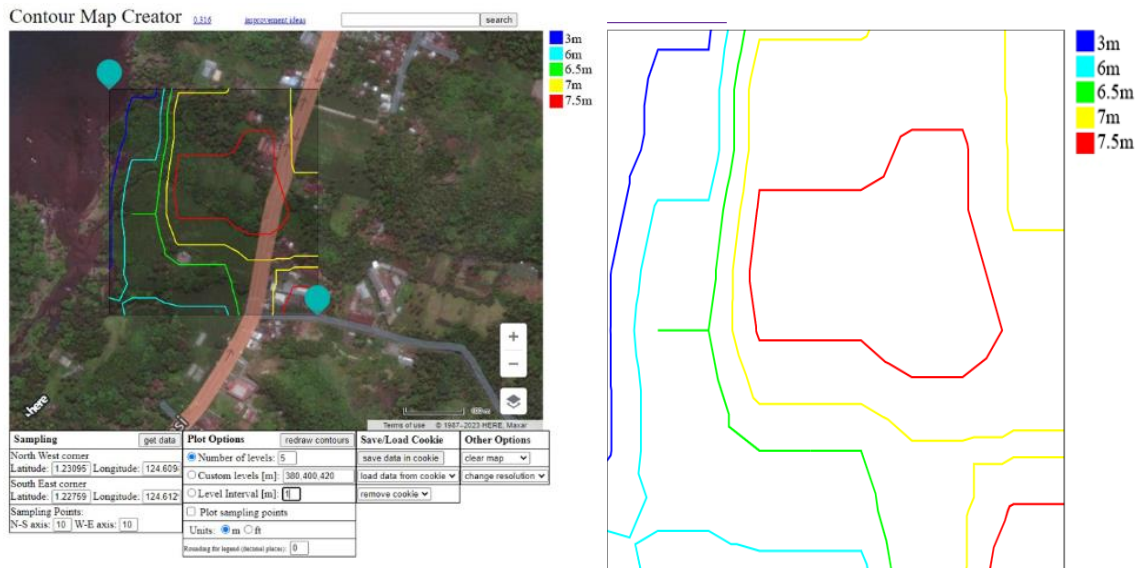 Contour Map Creator 0.316 improvement ideas search
3m
6m
6.5m
7m
7.5m
here
si
Terms of use © 1987–2023 HERE, Maxar
Sampling get data
North West corner
Latitude: 1.23095 Longitude: 124.609
South East corner
Latitude: 1.22759 Longitude: 124.612
Sampling Points:
N-S axis: 10 W-E axis: 10
Plot Options redraw contours
Number of levels: 5
Custom levels [m]: 380,400,420
Level Interval [m]: 1
Plot sampling points
Units: m ft
Rounding for legend (decimal places): 0
Save/Load Cookie
save data in cookie
load data from cookie
remove cookie
Other Options
clear map
change resolution
3m
6m
6.5m
7m
7.5m